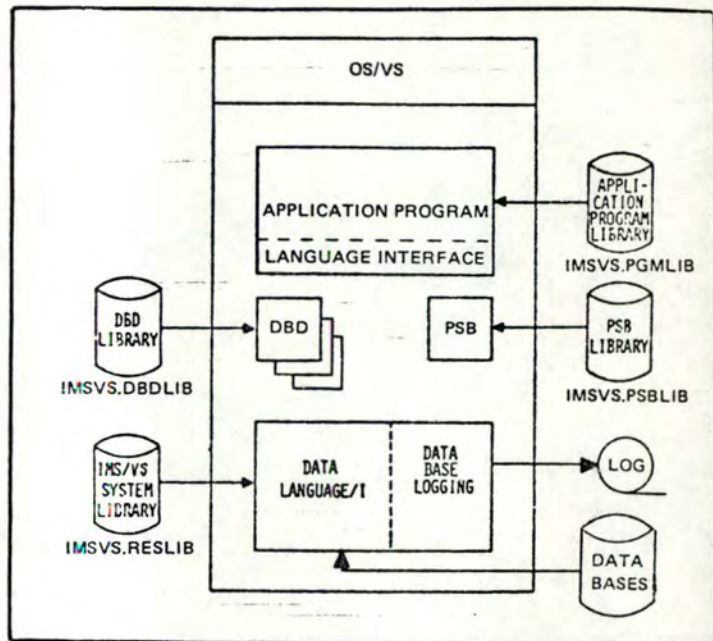 OS/VS
APPLICATION PROGRAM
LANGUAGE INTERFACE
APPLI-
CATION
PROGRAM
LIBRARY
IMSVS.PGMLIB
DBD
LIBRARY
IMSVS.DBDLIB
DBD
PSB
PSB
LIBRARY
IMSVS.PSBLIB
IMS/VS
SYSTEM
LIBRARY
IMSVS.RESLIB
DATA
LANGUAGE/I
DATA
BASE
LOGGING
LOG
DATA
BASES